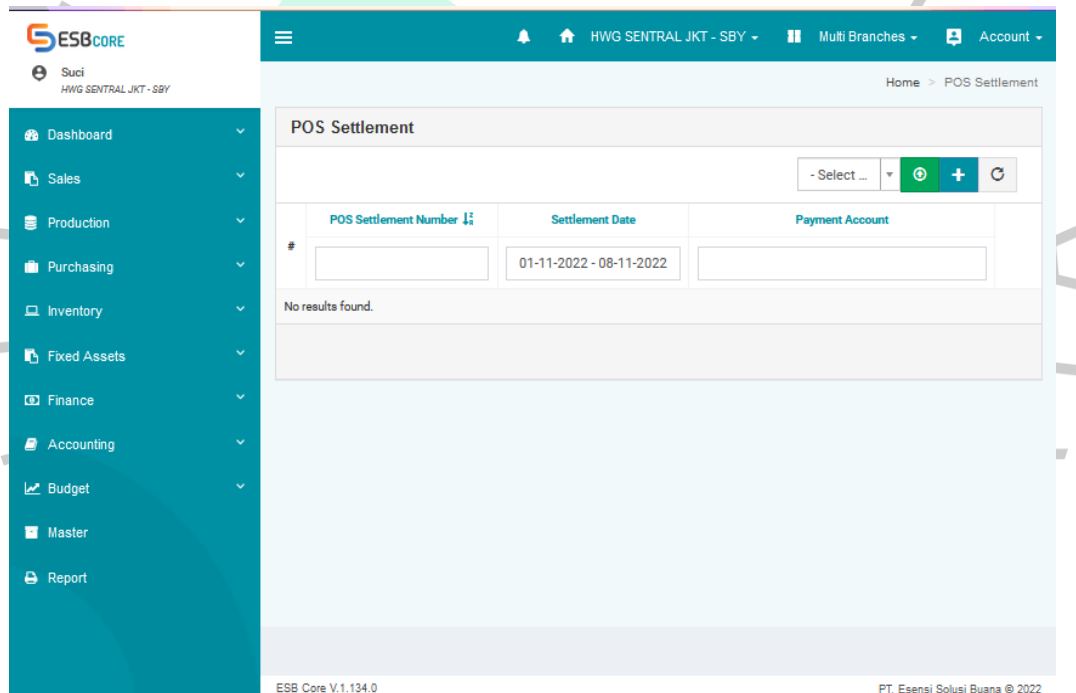 ESBCORE
Suci
HWG SENTRAL JKT - SBY
HWG SENTRAL JKT - SBY
Multi Branches
Account
Home > POS Settlement
Dashboard
Sales
Production
Purchasing
Inventory
Fixed Assets
Finance
Accounting
Budget
Master
Report
POS Settlement
- Select ...
POS Settlement Number Settlement Date Payment Account
#
01-11-2022 - 08-11-2022
No results found.
ESB Core V.1.134.0
PT. Esensi Solusi Buana © 2022